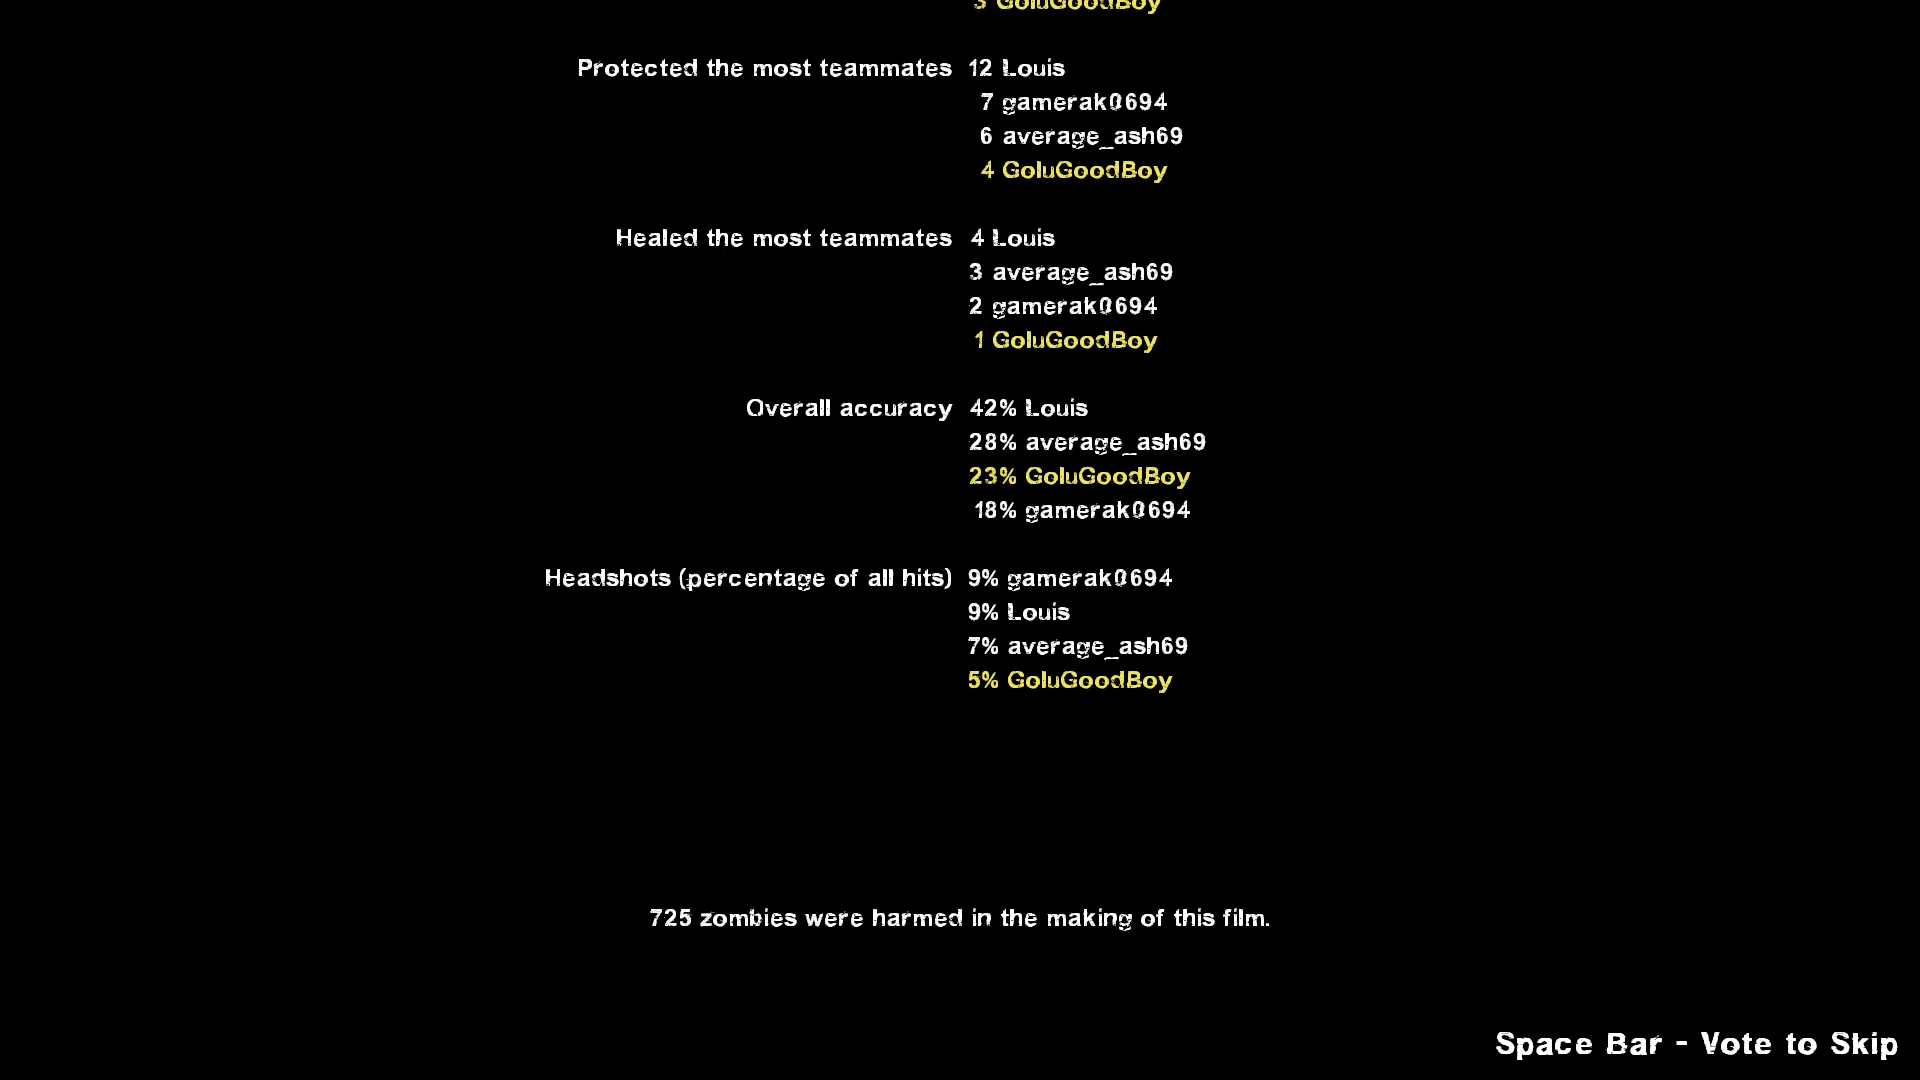 3 GoluGoodBoy
Protected the most teammates 12 Louis
7 gamerak0694
6 average_ash69
4 GoluGoodBoy
Healed the most teammates 4 Louis
3 average_ash69
2 gamerak0694
1 GoluGoodBoy
Overall accuracy 42% Louis
28% average_ash69
23% GoluGoodBoy
18% gamerak0694
Headshots (percentage of all hits) 9% gamerak0694
9% Louis
7% average_ash69
5% GoluGoodBoy
725 zombies were harmed in the making of this film.
Space Bar - Vote to Skip